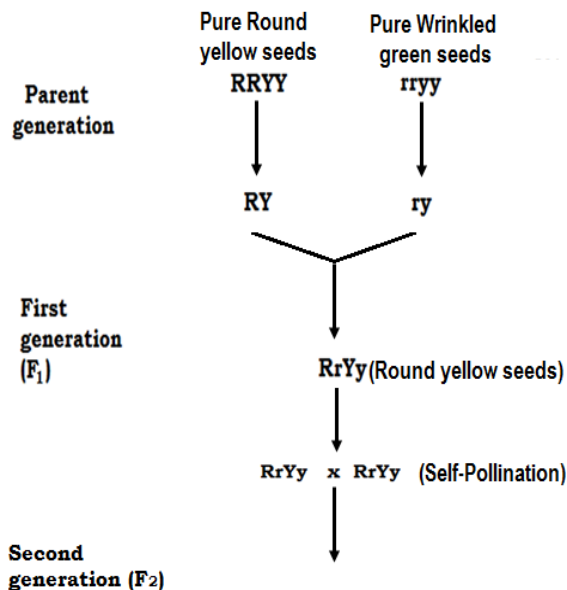 Pure Round
yellow seeds
Pure Wrinkled
green seeds
RRYY
rryy
Parent
generation
RY
ry
First
generation
(F1)
RrYy (Round yellow seeds)
RrYy x RrYy (Self-Pollination)
Second
generation (F2)